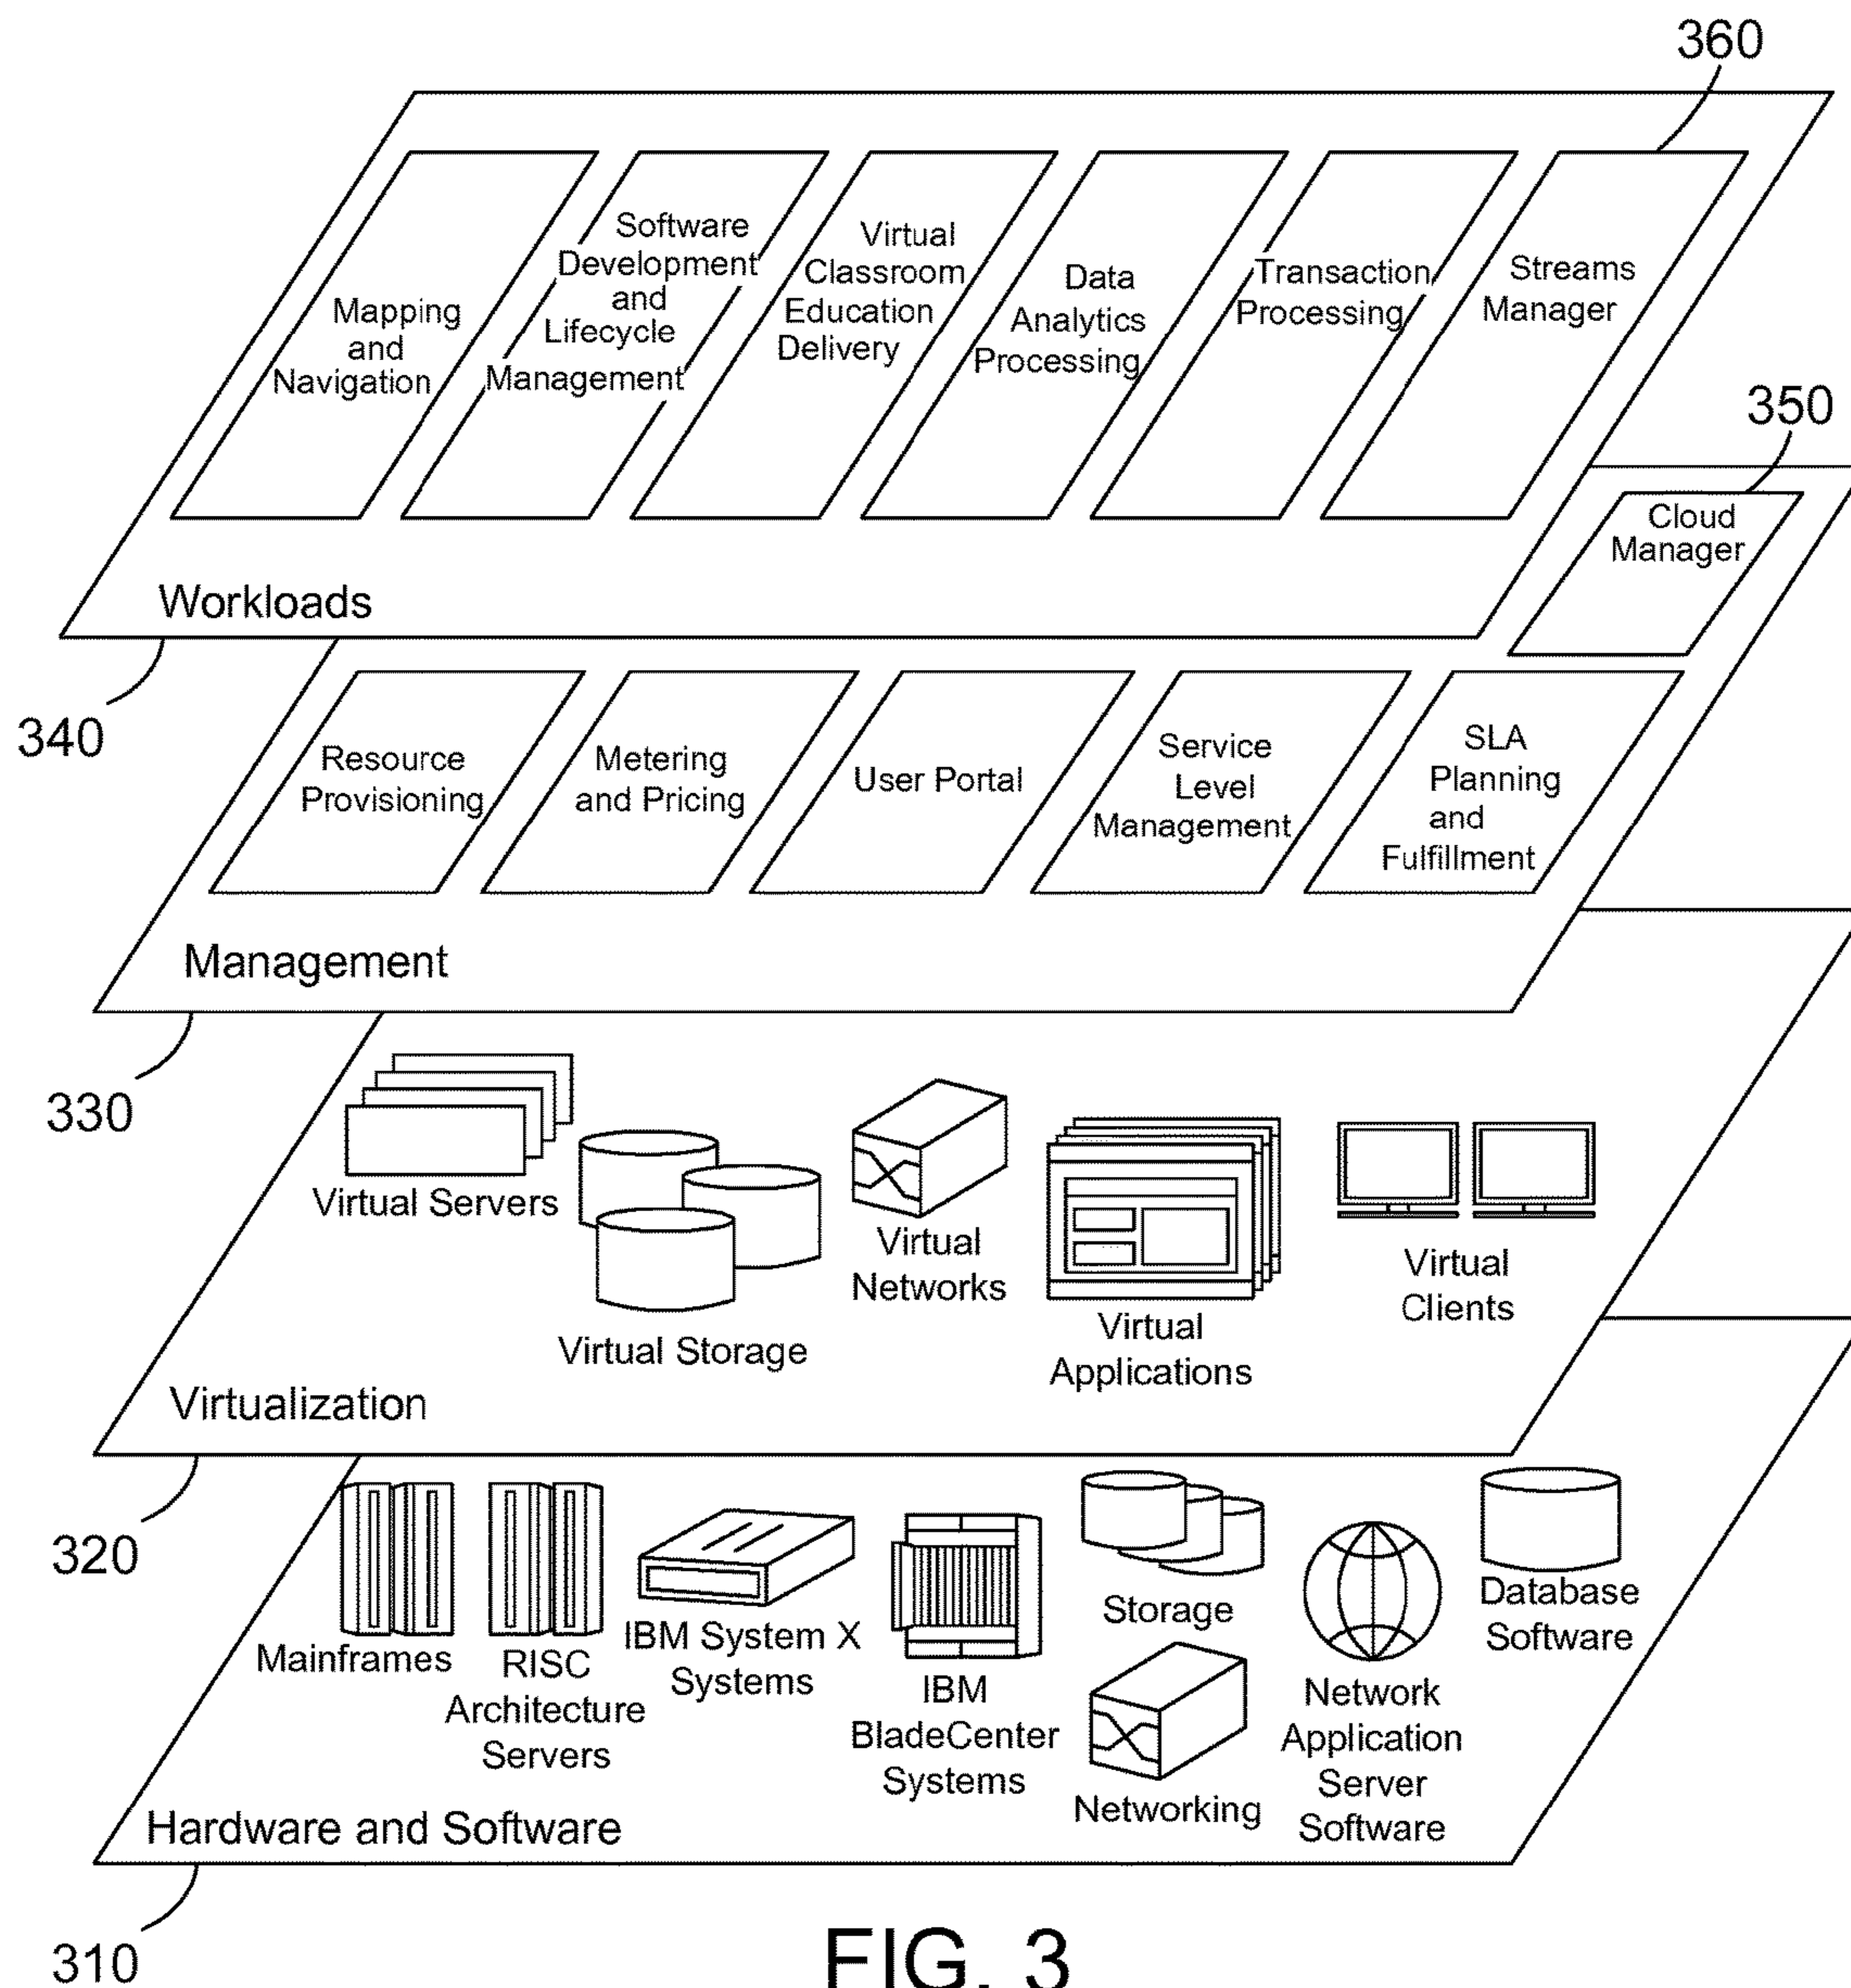 360
Mapping
and
Navigation
Software
Development
and
Lifecycle
Management
Virtual
Classroom
Education
Delivery
Data
Analytics
Processing
Transaction
Processing
Streams
Manager
Workloads
340
350
Cloud
Manager
Resource
Provisioning
Metering
and Pricing
User Portal
Service
Level
Management
SLA
Planning
and
Fulfillment
Management
330
Virtual Servers
Virtual Storage
Virtual
Networks
Virtual
Applications
Virtual
Clients
Virtualization
320
Mainframes
RISC
Architecture
Servers
IBM System X
Systems
IBM
BladeCenter
Systems
Storage
Networking
Network
Application
Server
Software
Database
Software
Hardware and Software
310
FIG. 3